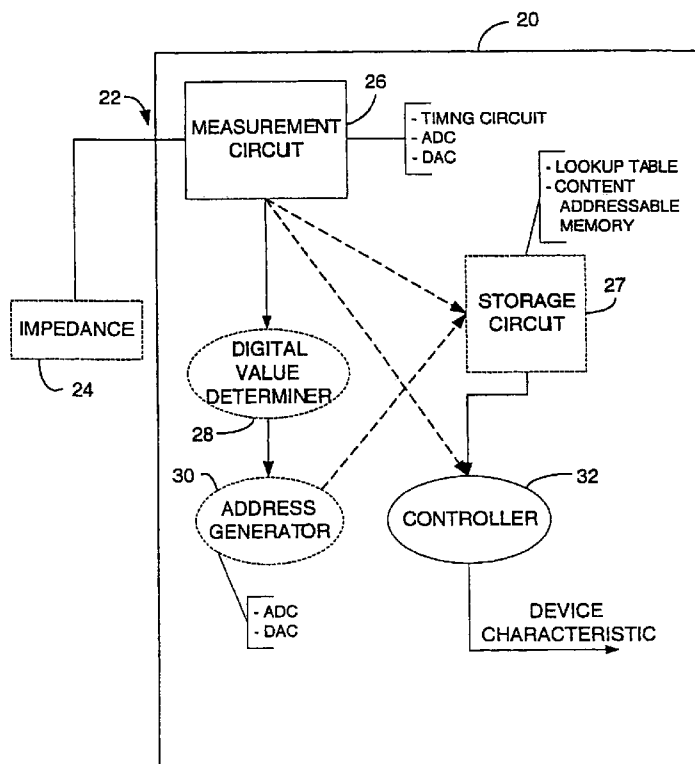 20
22
26
MEASUREMENT
CIRCUIT
- TIMNG CIRCUIT
- ADC
- DAC
- LOOKUP TABLE
- CONTENT
ADDRESSABLE
MEMORY
IMPEDANCE
24
STORAGE
CIRCUIT
27
DIGITAL
VALUE
DETERMINER
28
30
ADDRESS
GENERATOR
32
CONTROLLER
- ADC
- DAC
DEVICE
CHARACTERISTIC